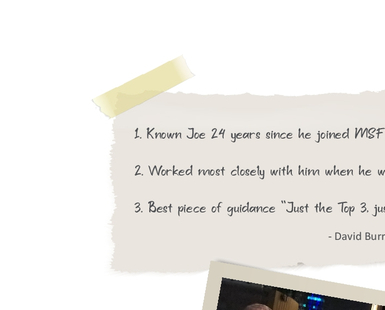 1. Known Joe 24 years since he joined MSF
2. Worked most closely with him when he
3. Best piece of guidance "Just the Top 3,
- David Burr